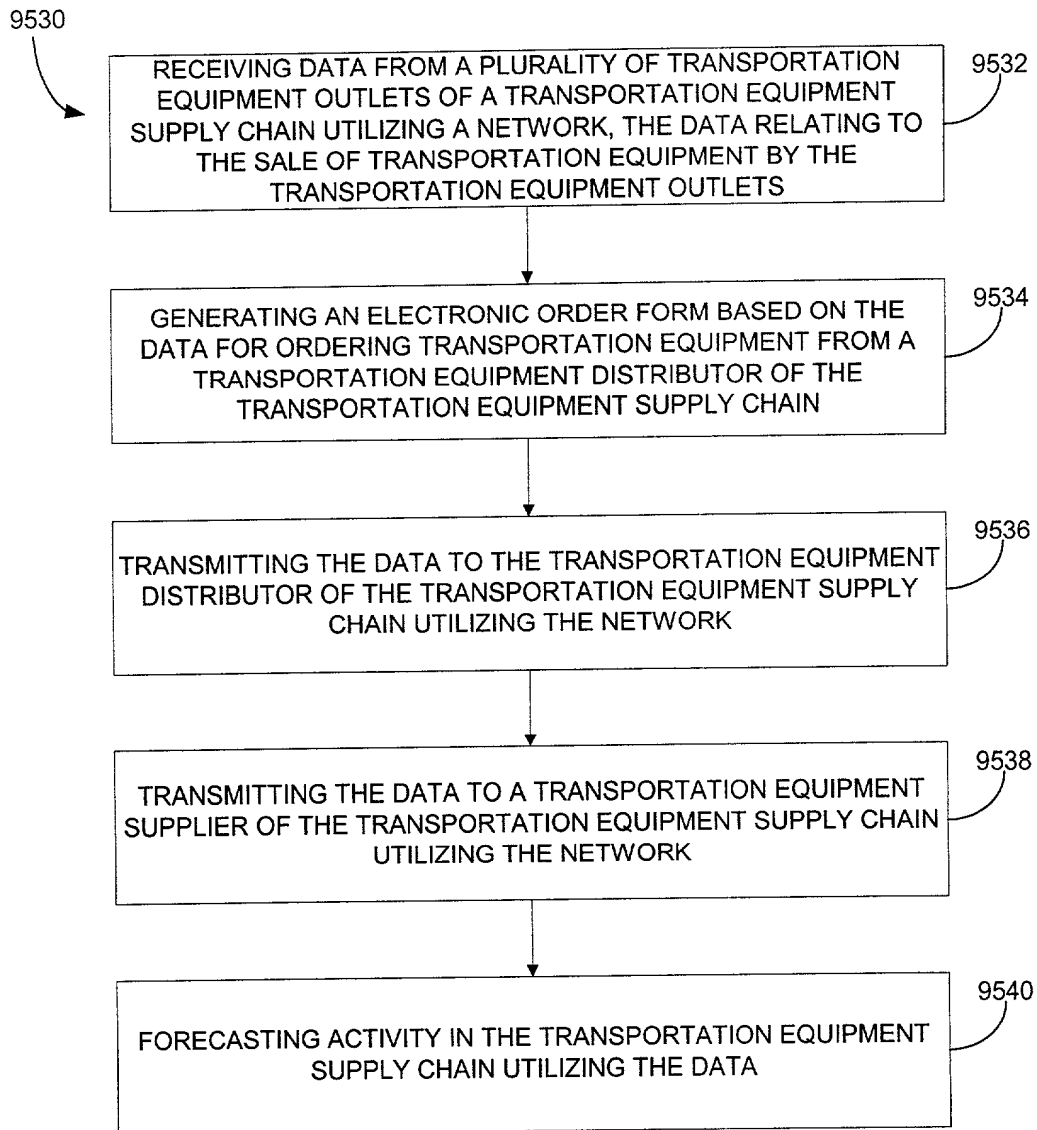 9530
RECEIVING DATA FROM A PLURALITY OF TRANSPORTATION
EQUIPMENT OUTLETS OF A TRANSPORTATION EQUIPMENT
SUPPLY CHAIN UTILIZING A NETWORK, THE DATA RELATING TO
THE SALE OF TRANSPORTATION EQUIPMENT BY THE
TRANSPORTATION EQUIPMENT OUTLETS
9532
GENERATING AN ELECTRONIC ORDER FORM BASED ON THE
DATA FOR ORDERING TRANSPORTATION EQUIPMENT FROM A
TRANSPORTATION EQUIPMENT DISTRIBUTOR OF THE
TRANSPORTATION EQUIPMENT SUPPLY CHAIN
9534
TRANSMITTING THE DATA TO THE TRANSPORTATION EQUIPMENT
DISTRIBUTOR OF THE TRANSPORTATION EQUIPMENT SUPPLY
CHAIN UTILIZING THE NETWORK
9536
TRANSMITTING THE DATA TO A TRANSPORTATION EQUIPMENT
SUPPLIER OF THE TRANSPORTATION EQUIPMENT SUPPLY CHAIN
UTILIZING THE NETWORK
9538
FORECASTING ACTIVITY IN THE TRANSPORTATION EQUIPMENT
SUPPLY CHAIN UTILIZING THE DATA
9540